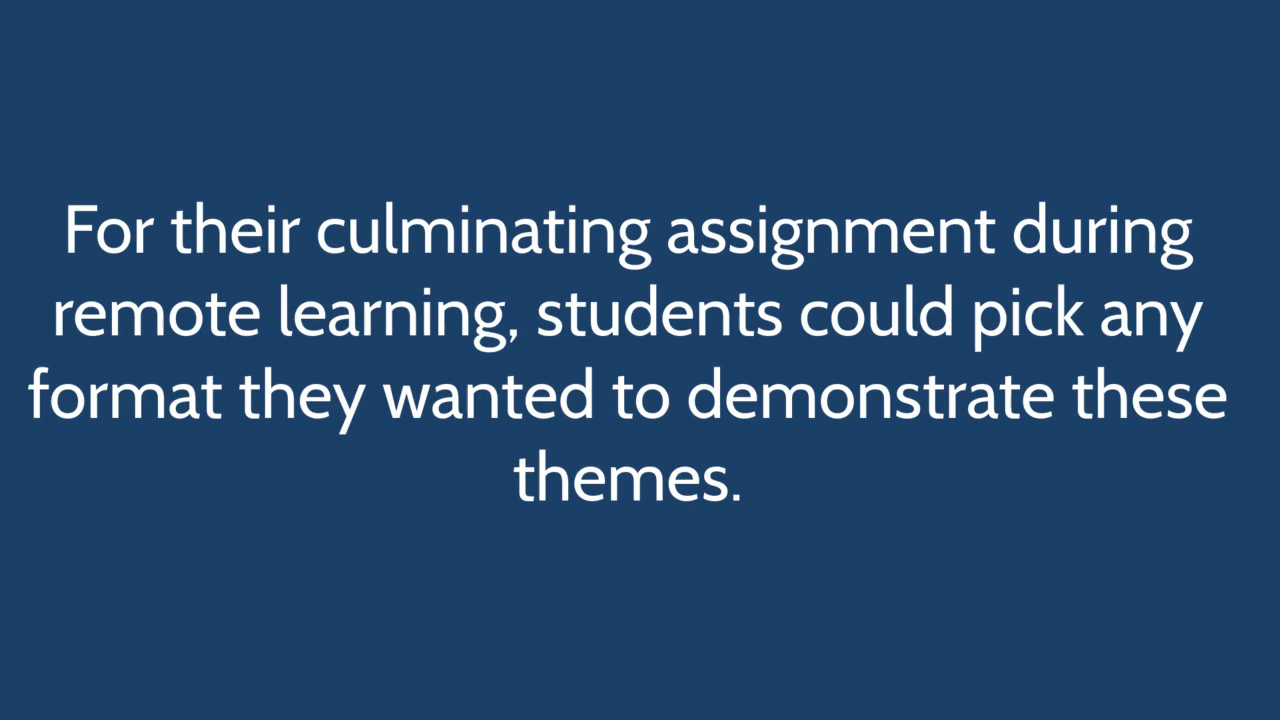 For their culminating assignment during
remote learning, students could pick any
format they wanted to demonstrate these
themes.